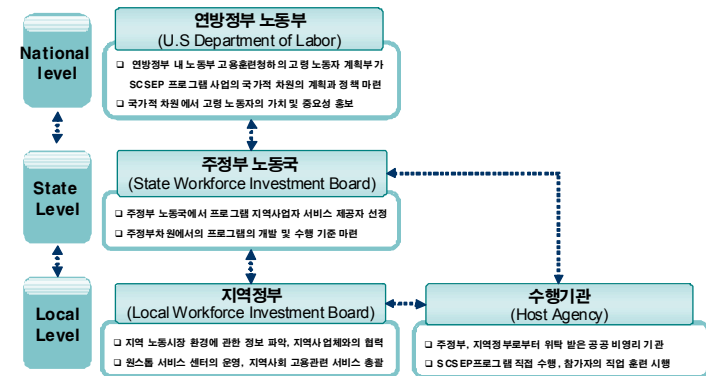 National
level
연방정부 노동부
(U.S Department of Labor)
❑ 연방정부 내 노동부 고용훈련청하의 고령 노동자 계획부가
SCSEP 프로그램 사업의 국가적 차원의 계획과 정책 마련
❑ 국가적 차원에서 고령 노동자의 가치 및 중요성 홍보
State
Level
주정부 노동국
(State Workforce Investment Board)
❑ 주정부 노동국에서 프로그램 지역사업자 서비스 제공자 선정
❑ 주정부차원에서의 프로그램의 개발 및 수행 기준 마련
Local
Level
지역정부
(Local Workforce Investment Board)
❑ 지역 노동시장 환경에 관한 정보 파악, 지역사업체와의 협력
❑ 원스톱 서비스 센터의 운영, 지역사회 고용관련 서비스 총괄
수행기관
(Host Agency)
❑ 주정부, 지역정부로부터 위탁 받은 공공 비영리 기관
❑ SCSEP프로그램 직접 수행, 참가자의 직업 훈련 시행